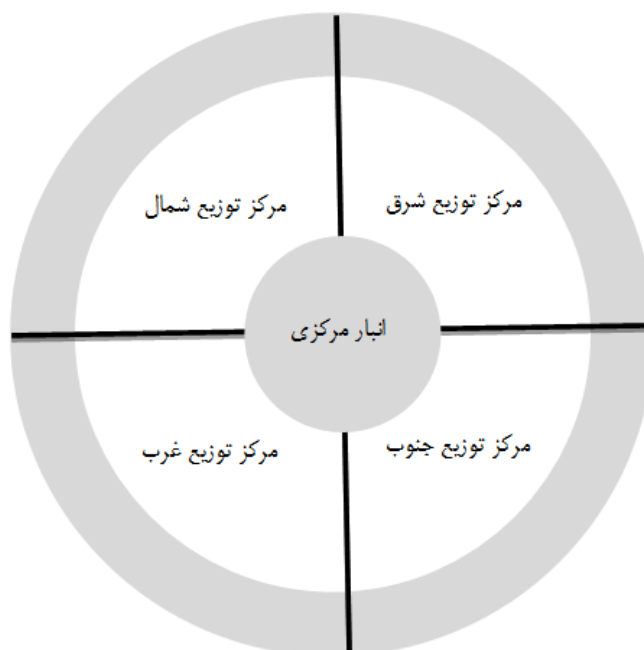 مرکز توزیع شرق
مرکز توزیع شمال
انبار مرکزی
مرکز توزیع جنوب
مرکز توزیع غرب